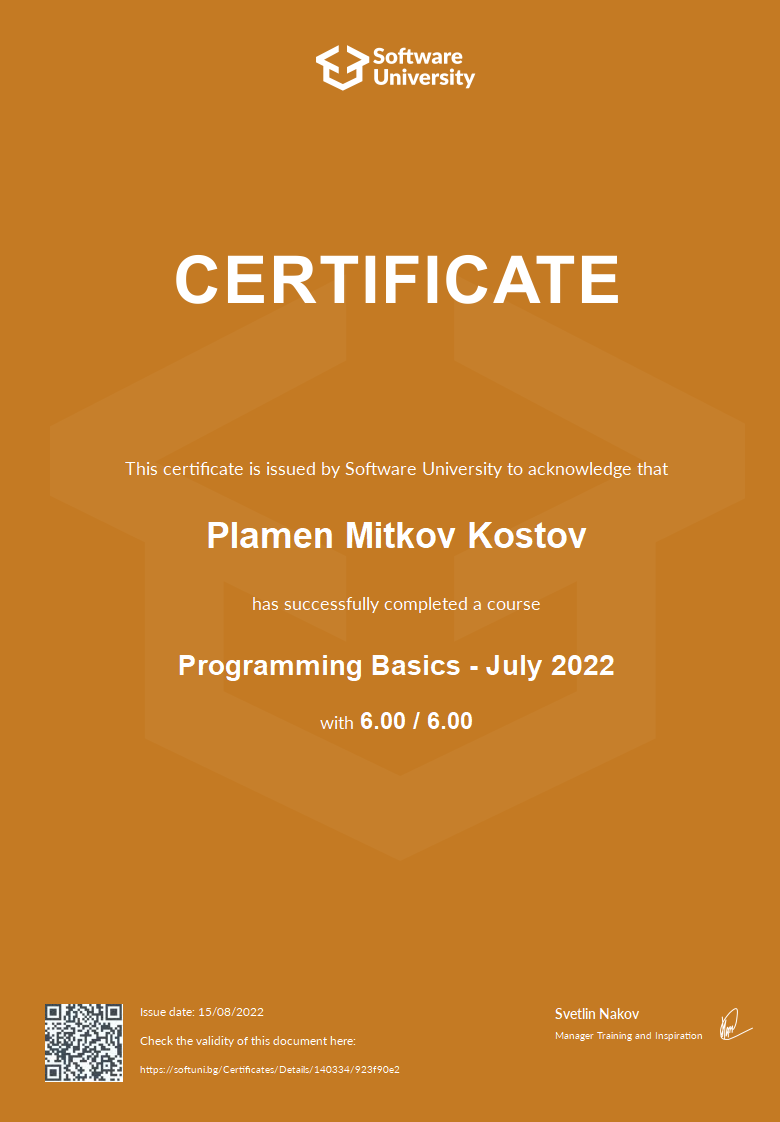 Software
University
CERTIFICATE
This certificate is issued by Software University to acknowledge that
Plamen Mitkov Kostov
has successfully completed a course
Programming Basics - July 2022
with 6.00 / 6.00
Issue date: 15/08/2022
Check the validity of this document here:
https://softuni.bg/Certificates/Details/140334/923f90e2
Svetlin Nakov
Manager Training and Inspiration